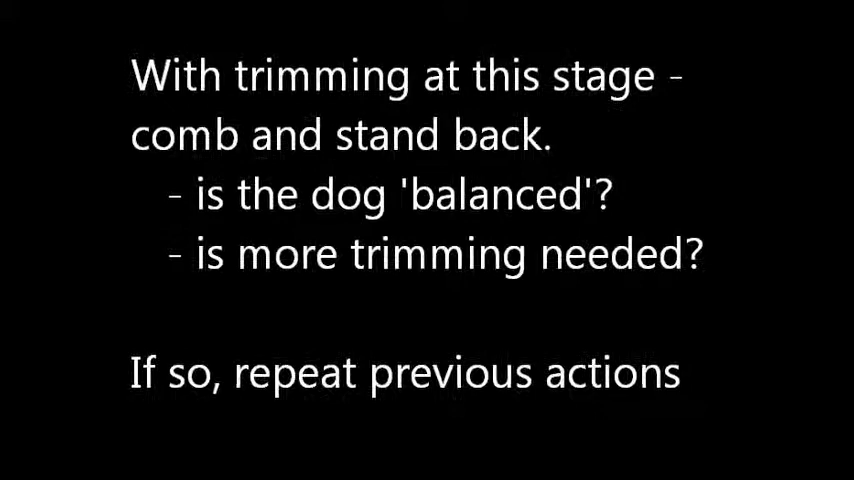 With trimming at this stage -
comb and stand back.
- is the dog 'balanced'?
- is more trimming needed?
If so, repeat previous actions